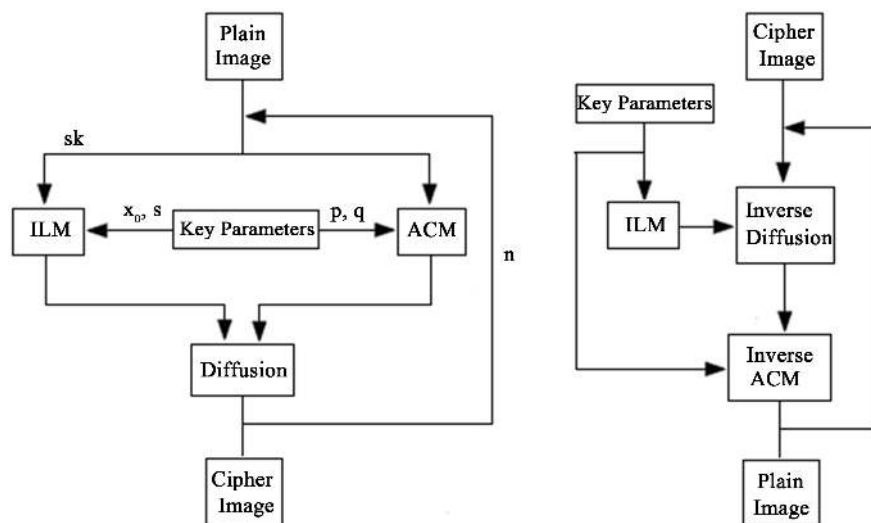 Plain
Image
sk
ILM
x0, s
Key Parameters
p, q
ACM
n
Diffusion
Cipher
Image
Cipher
Image
Key Parameters
ILM
Inverse
Diffusion
Inverse
ACM
Plain
Image